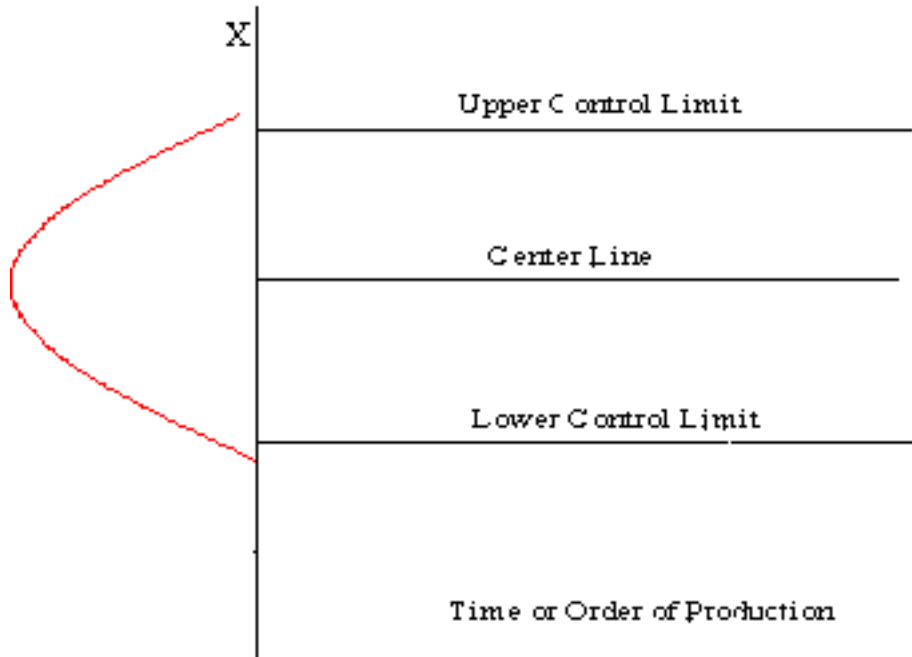 X
Upper Control Limit
Center Line
Lower Control Limit
Time or Order of Production